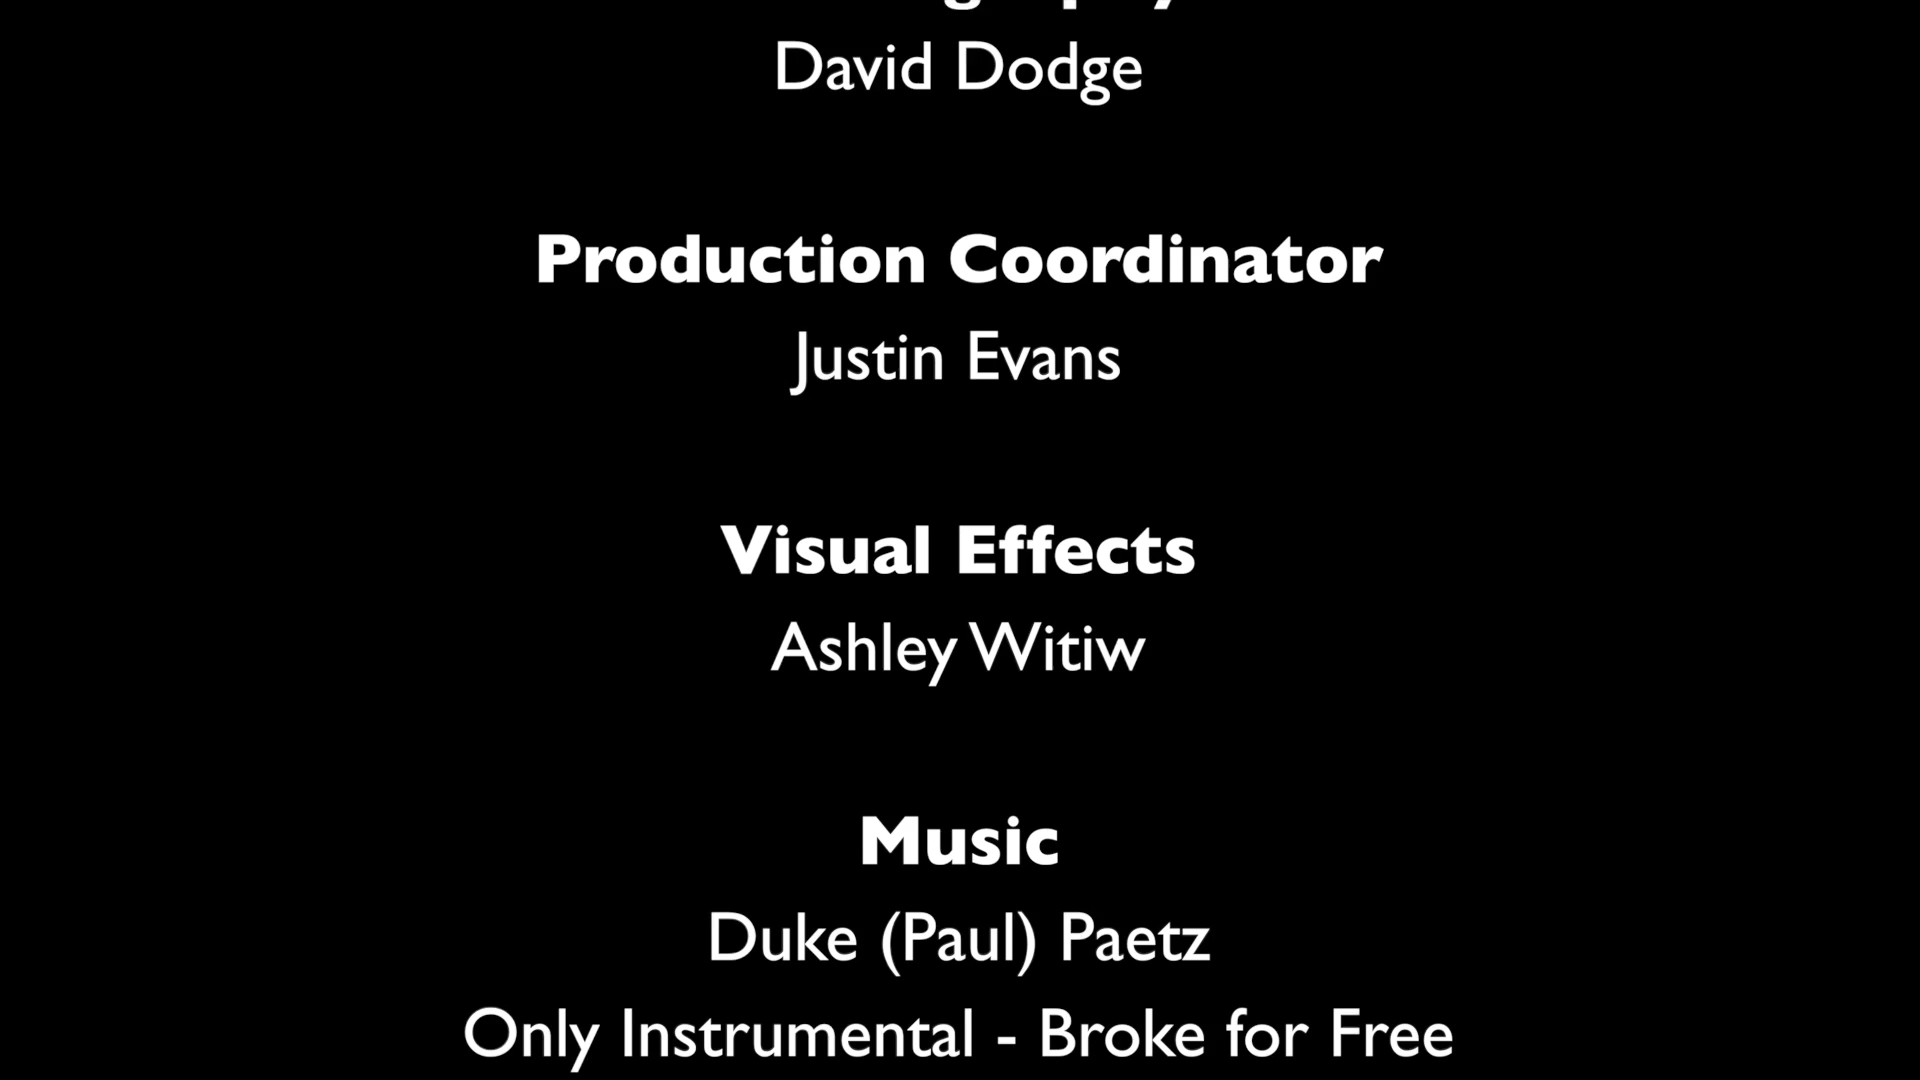 David Dodge
Production Coordinator
Justin Evans
Visual Effects
Ashley Witiw
Music
Duke (Paul) Paetz
Only Instrumental - Broke for Free